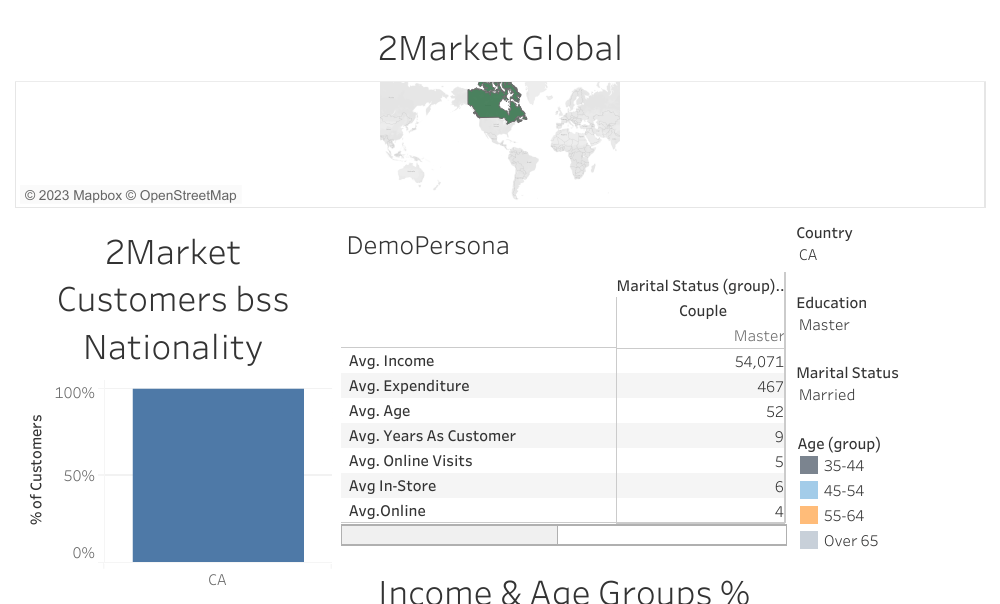 2Market Global
© 2023 Mapbox © OpenStreetMap
2Market
Customers bss
Nationality
100%
50%
0%
% of Customers
CA
DemoPersona
Marital Status (group)..
Couple
Master
Avg. Income 54,071
Avg. Expenditure 467
Avg. Age 52
Avg. Years As Customer 9
Avg. Online Visits 5
Avg In-Store 6
Avg.Online 4
Country
CA
Education
Master
Marital Status
Married
Age (group)
35-44
45-54
55-64
Over 65
Income & Age Groups %